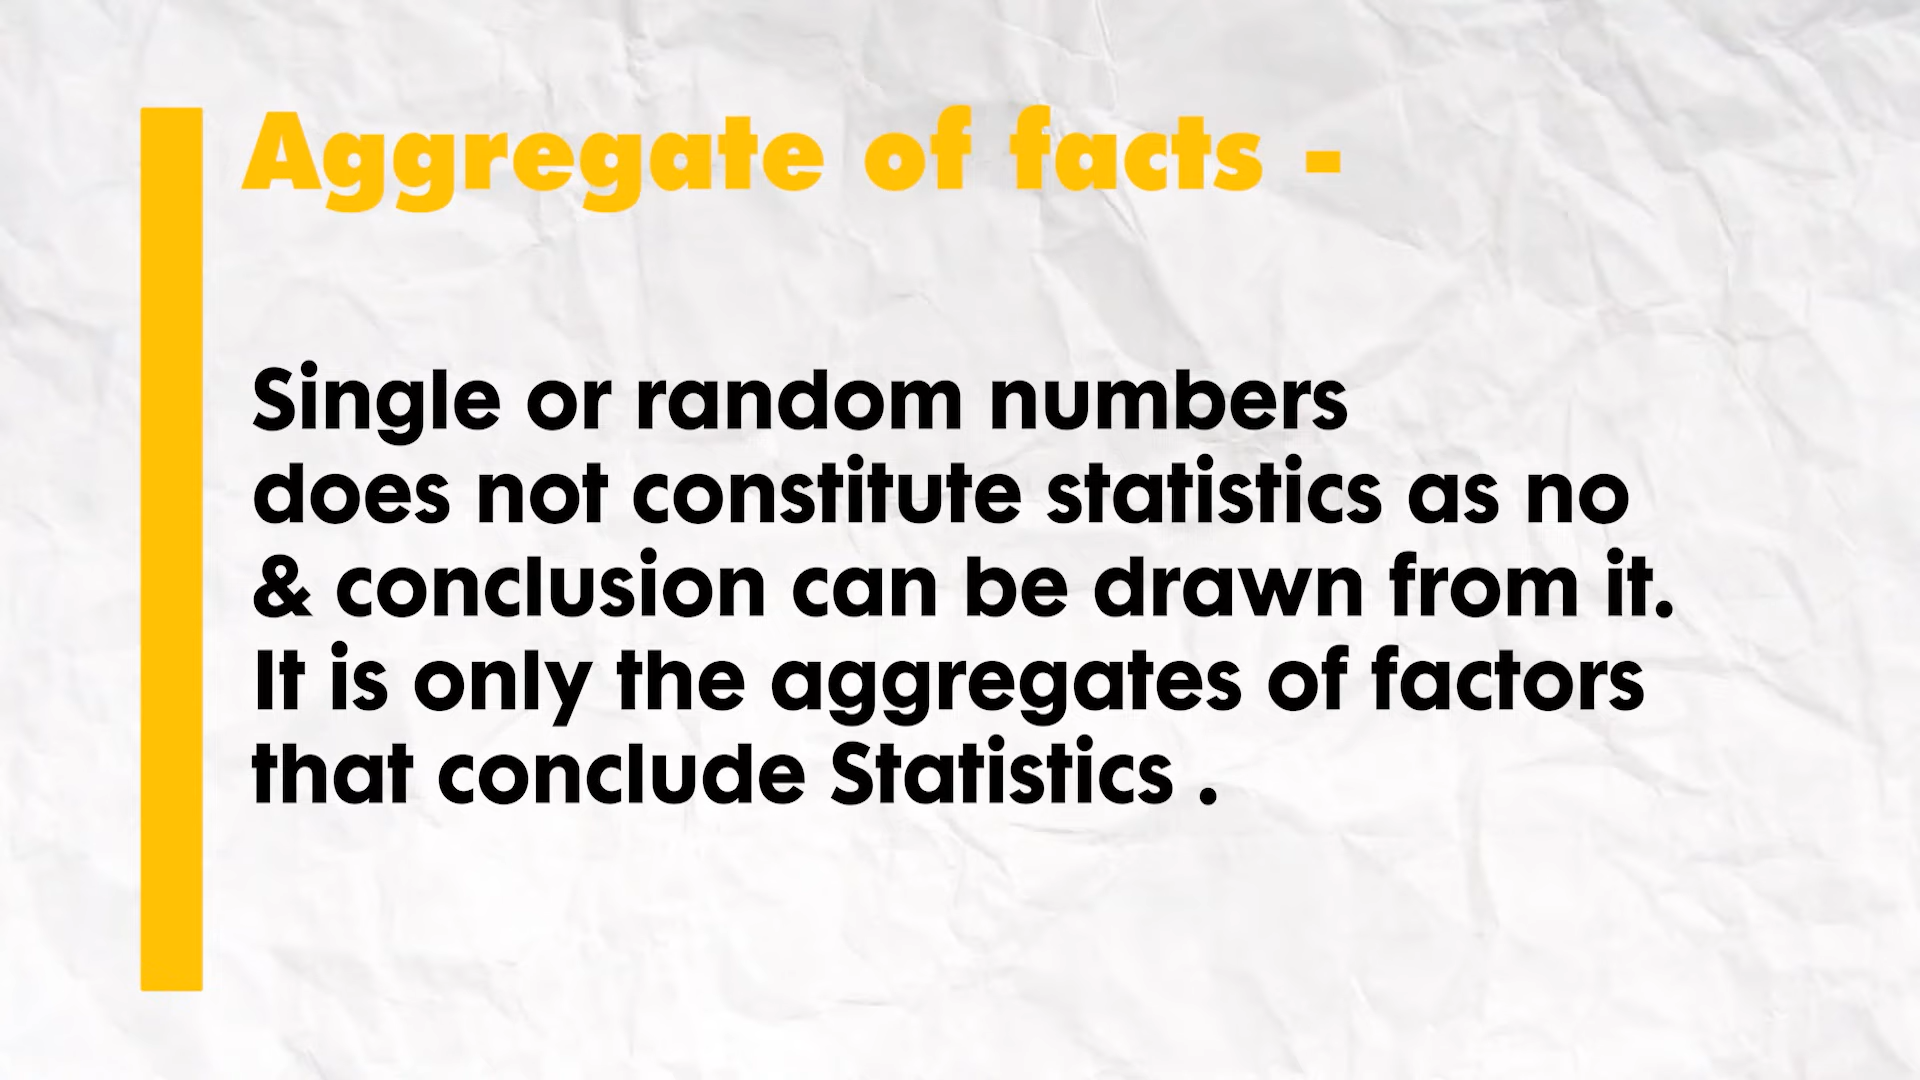 Aggregate of facts -
Single or random numbers
does not constitute statistics as no
& conclusion can be drawn from it.
It is only the aggregates of factors
that conclude Statistics .